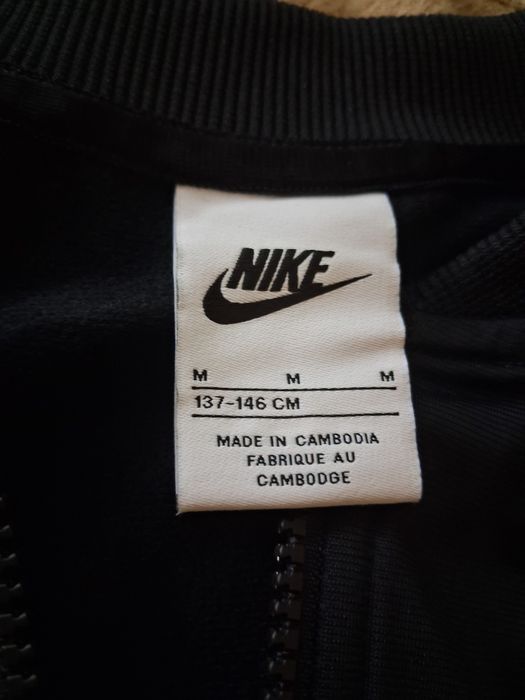 NIKE
M M M
137-146 CM
MADE IN CAMBODIA
FABRIQUE AU
CAMBODGE